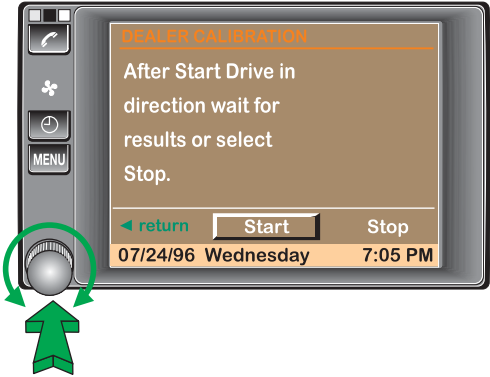 DEALER CALIBRATION
After Start Drive in
direction wait for
results or select
Stop.
MENU
◄ return Start Stop
07/24/96 Wednesday 7:05 PM